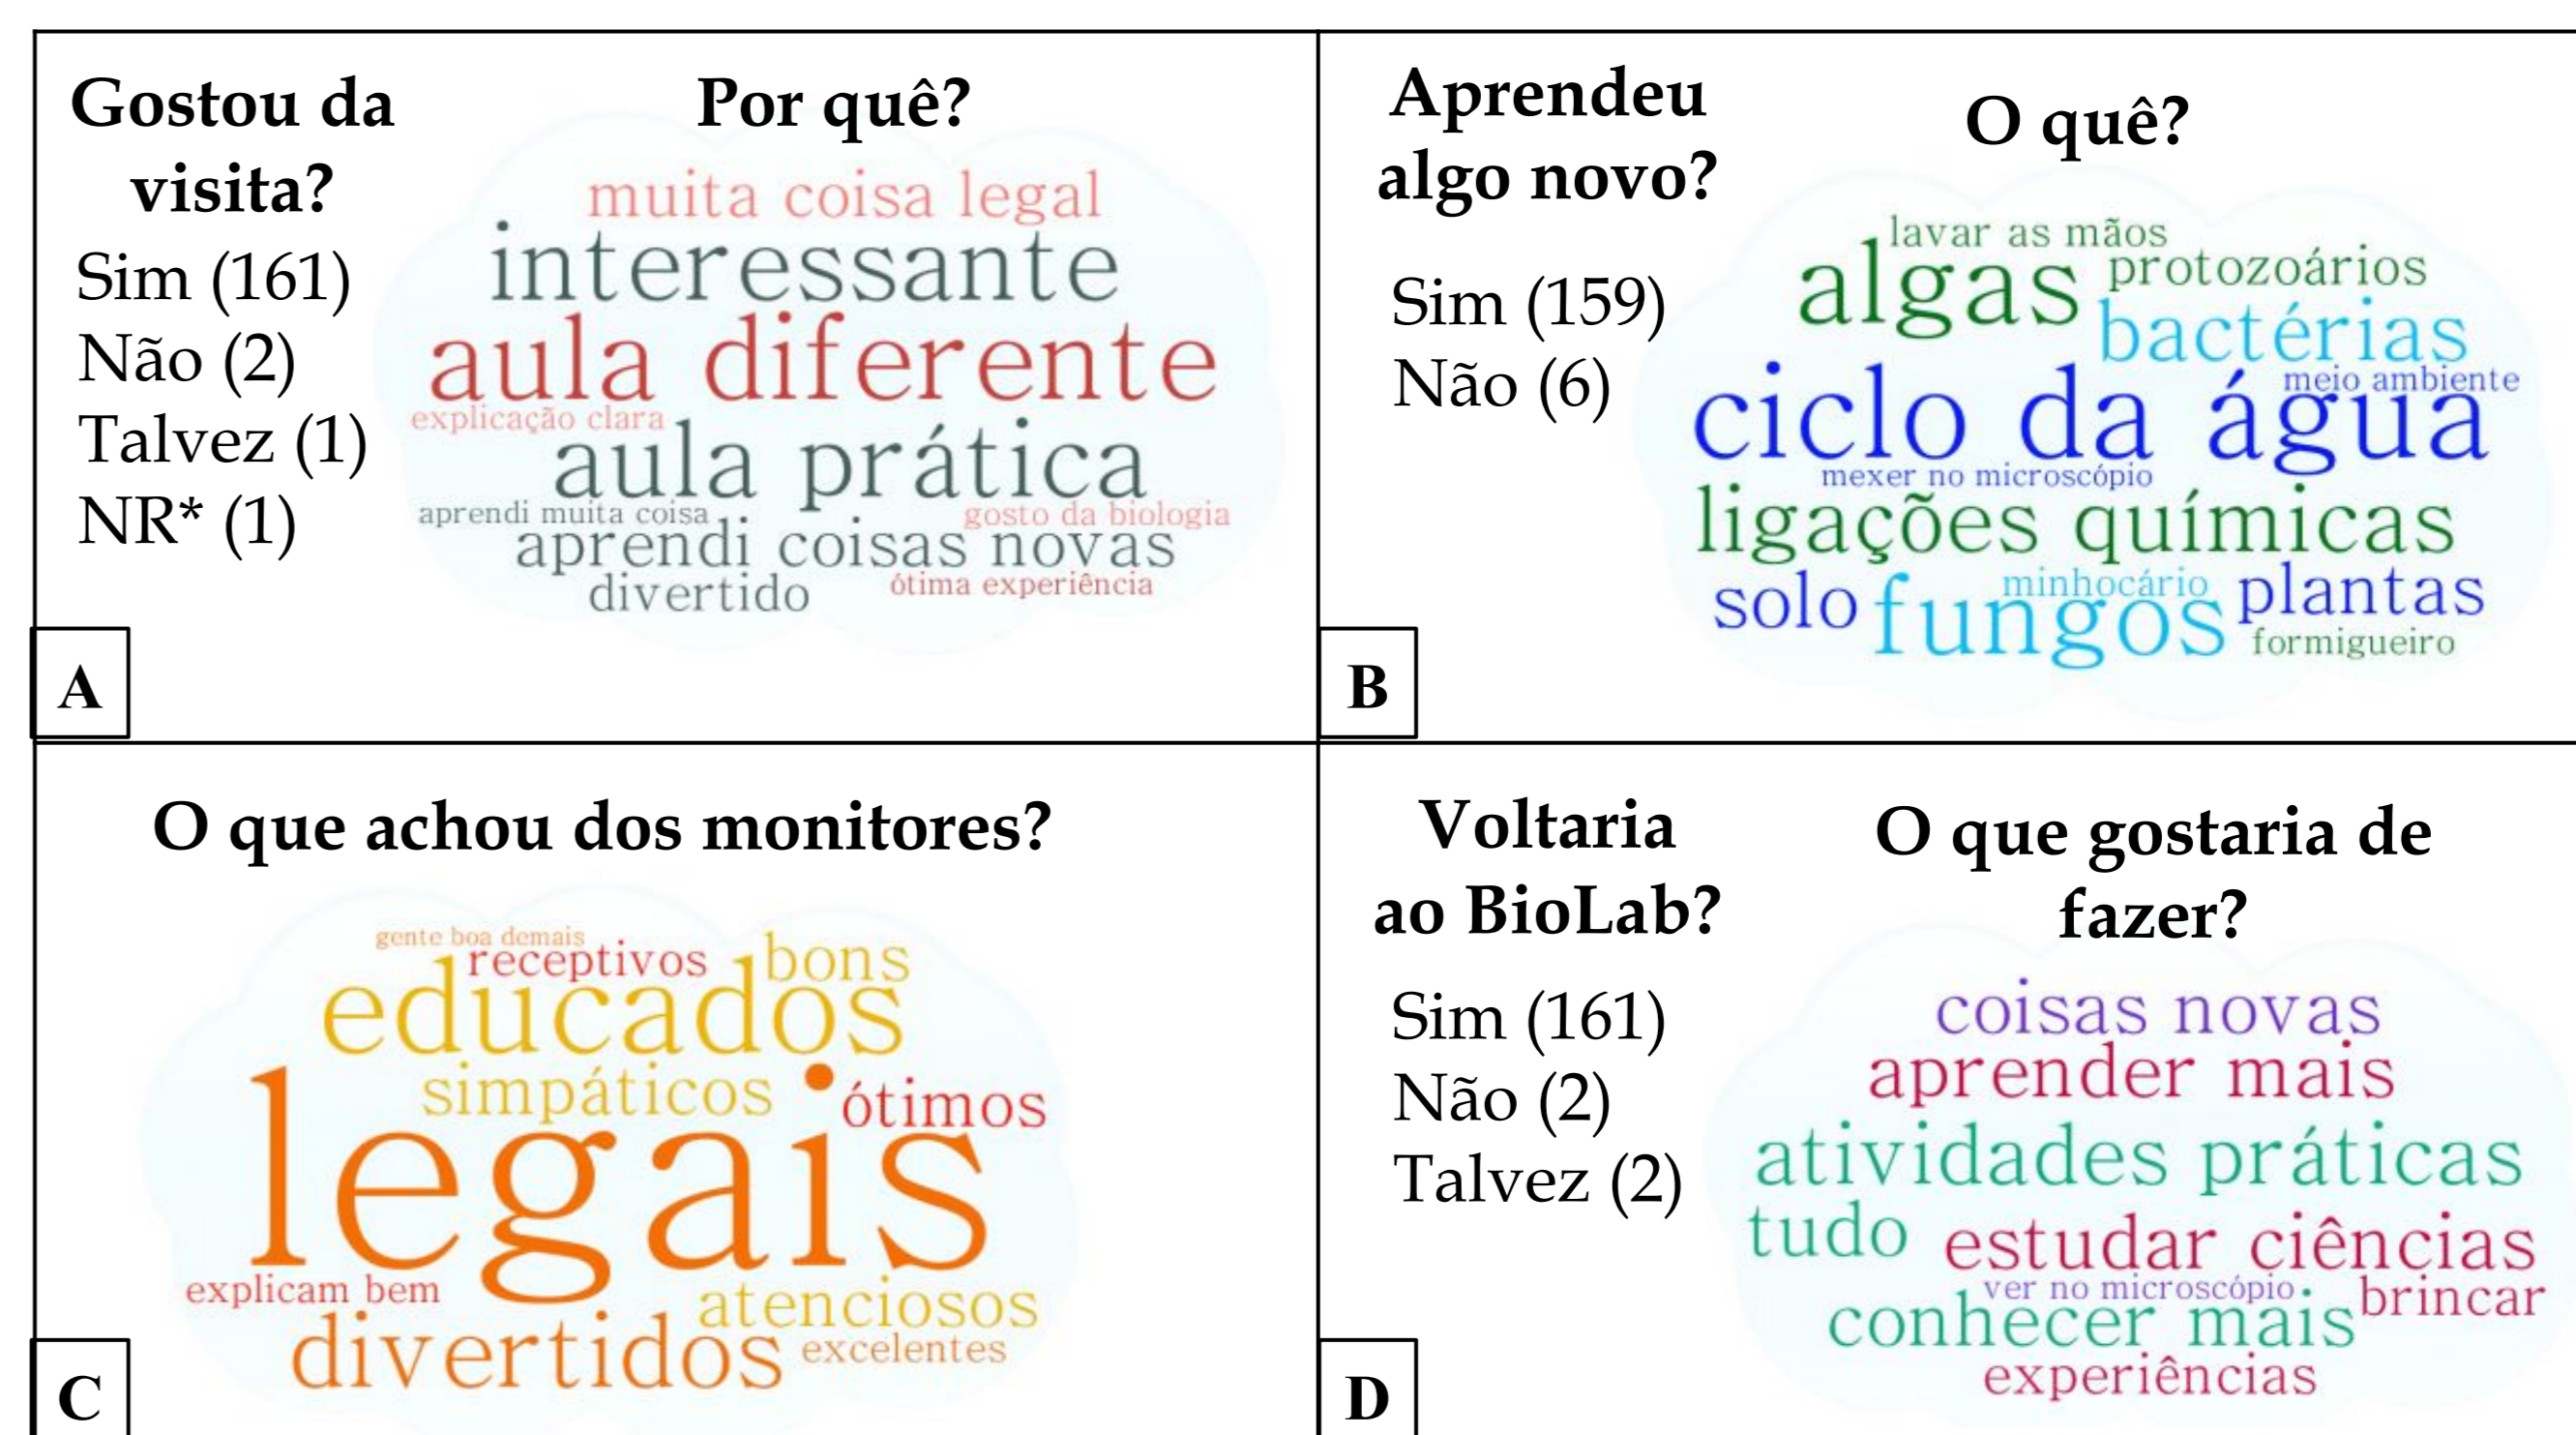 Gostou da
visita?
Sim (161)
Não (2)
Talvez (1)
NR* (1)
Por quê?
muita coisa legal
interessante
aula diferente
explicação clara
aula prática
aprendi muita coisa
gosto da biologia
aprendi coisas novas
divertido
ótima experiência
A
Aprendeu
algo novo?
Sim (159)
Não (6)
O quê?
lavar as mãos
algas
protozoários
bactérias
meio ambiente
ciclo da água
mexer no microscópio
ligações químicas
solo
minhocário
fungos
plantas
formigueiro
B
O que achou dos monitores?
gente boa demais
receptivos
bons
educados
simpáticos
ótimos
legais
explicam bem
atenciosos
divertidos
excelentes
C
Voltaria
ao BioLab?
Sim (161)
Não (2)
Talvez (2)
O que gostaria de
fazer?
coisas novas
aprender mais
atividades práticas
tudo
estudar ciências
ver no microscópio
brincar
conhecer mais
experiências
D